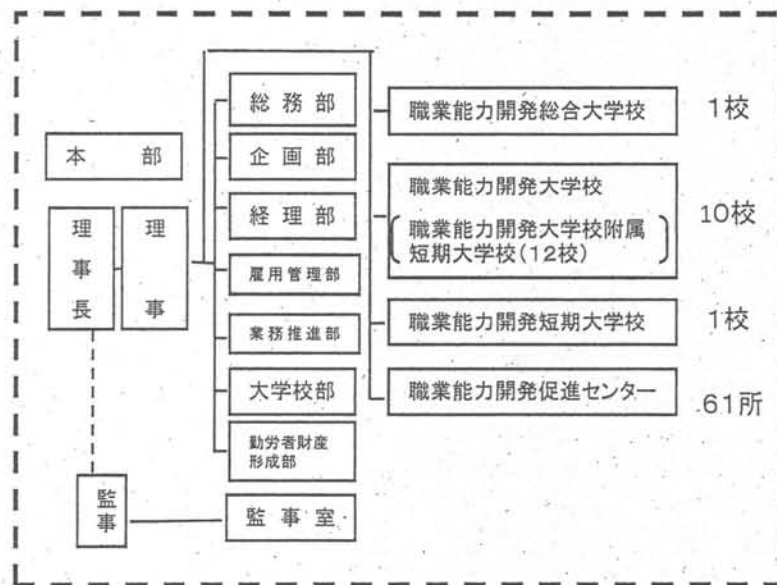 本 部
理事長
理事
監事
総務部
企画部
経理部
雇用管理部
業務推進部
大学校部
勤労者財産
形成部
監事室
職業能力開発総合大学校 1校
職業能力開発大学校
職業能力開発大学校附属
短期大学校(12校)
10校
職業能力開発短期大学校 1校
職業能力開発促進センター 61所